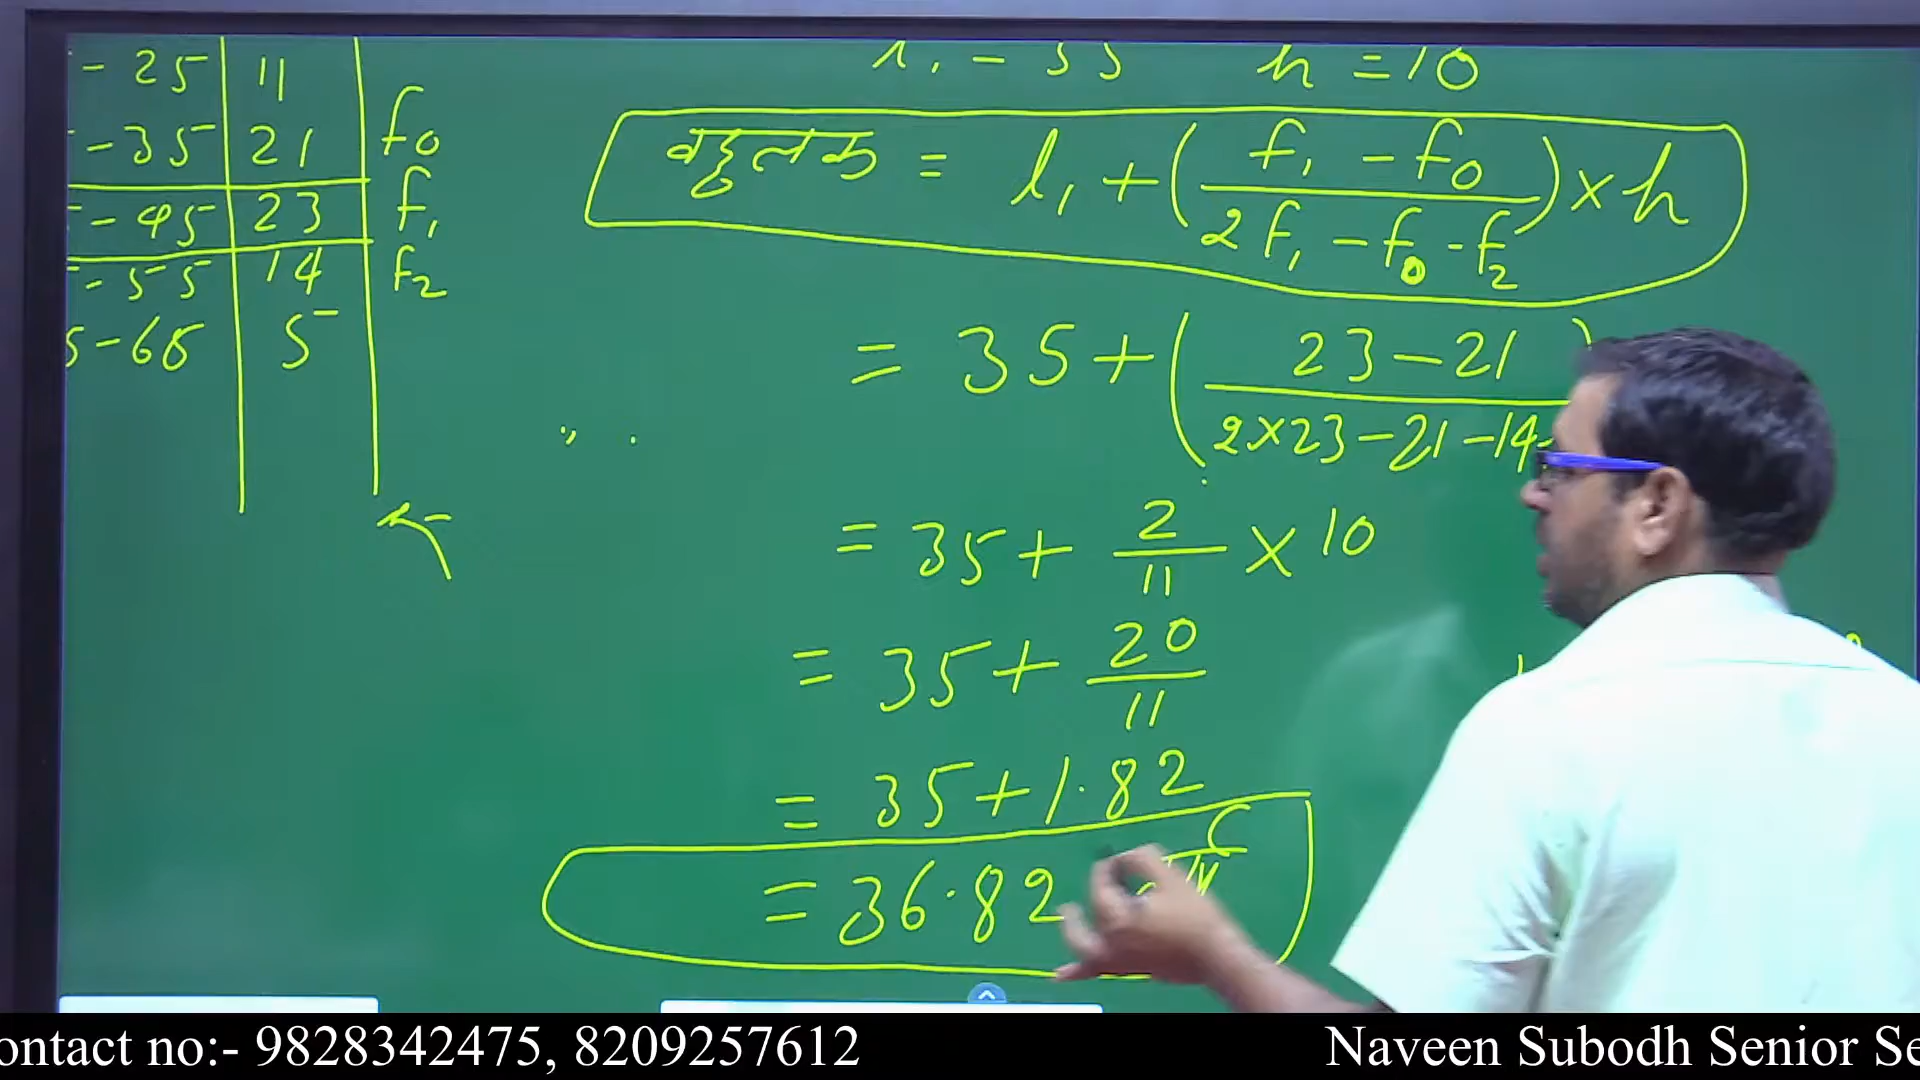 - 25 11
- 35 21 f0
- 45 23 f1
- 55 14 f2
5-65 5
h = 10
बहुलक = l1 + (f1 - f0 / 2f1 - f0 - f2) × h
= 35 + (23 - 21 / 2×23 - 21 - 14
= 35 + 2/11 × 10
= 35 + 20/11
= 35 + 1.82
= 36.82
ontact no:- 9828342475, 8209257612
Naveen Subodh Senior Se